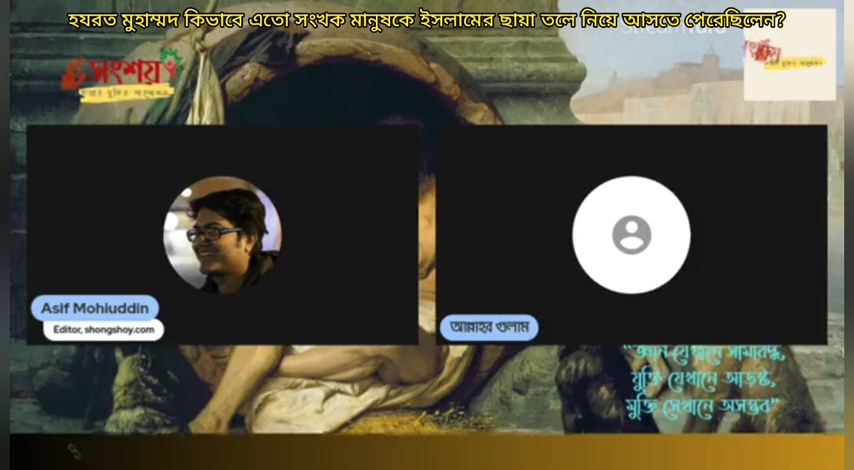 হযরত মুহাম্মদ কিভাবে এতো সংখক মানুষকে ইসলামের ছায়া তলে নিয়ে আসতে পেরেছিলেন?
সংশয়
Asif Mohiuddin
Editor, shongshoy.com
আল্লাহর গুলাম
“জ্ঞান যেখানে সীমাবদ্ধ,
যুক্তি যেখানে আড়ষ্ট,
মুক্তি সেখানে অসম্ভব”